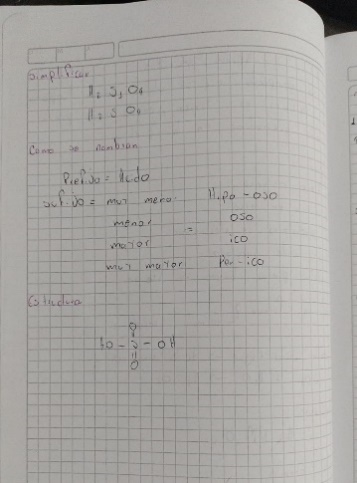 Simplificar
H₂ S₁ O₄
H₂ S O₄
Como se nombran
Prefijo = Acido
Sufijo = muy menor Hipo - oso
menor = oso
mayor ico
muy mayor Per - ico
Estructura
O
HO - S - OH
O